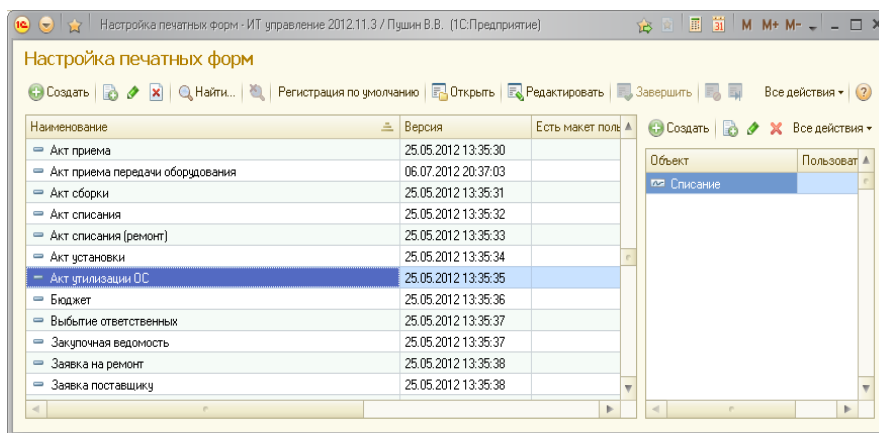 Настройка печатных форм - ИТ управление 2012.11.3 / Пушин В.В. (1С:Предприятие) M M+ M-
Настройка печатных форм
Создать Найти... Регистрация по умолчанию Открыть Редактировать Завершить Все действия
Наименование Версия Есть макет поль
Акт приема 25.05.2012 13:35:30
Акт приема передачи оборудования 06.07.2012 20:37:03
Акт сборки 25.05.2012 13:35:31
Акт списания 25.05.2012 13:35:32
Акт списания (ремонт) 25.05.2012 13:35:33
Акт установки 25.05.2012 13:35:34
Акт утилизации ОС 25.05.2012 13:35:35
Бюджет 25.05.2012 13:35:36
Выбытие ответственных 25.05.2012 13:35:37
Закупочная ведомость 25.05.2012 13:35:37
Заявка на ремонт 25.05.2012 13:35:38
Заявка поставщику 25.05.2012 13:35:38
Создать Все действия
Объект Пользоват
Списание